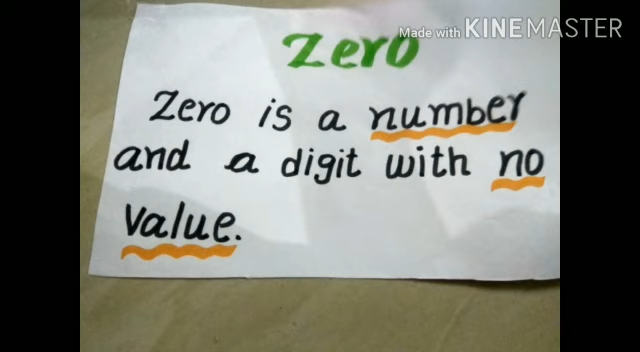 Made with KINEMASTER
Zero
Zero is a number
and a digit with no
value.